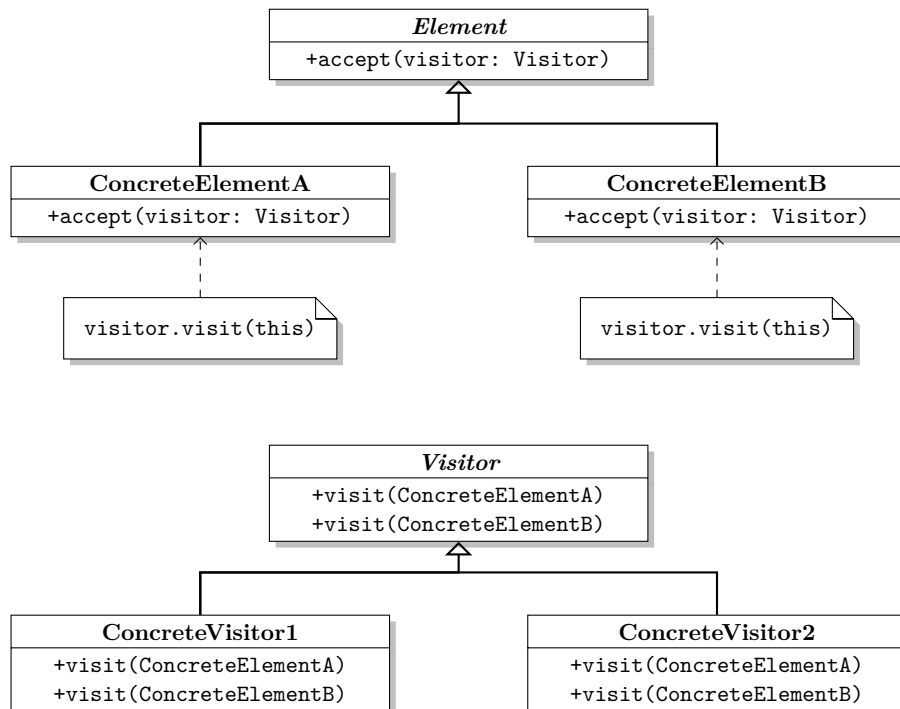 Element
+accept(visitor: Visitor)
ConcreteElementA
+accept(visitor: Visitor)
ConcreteElementB
+accept(visitor: Visitor)
visitor.visit(this)
visitor.visit(this)
Visitor
+visit(ConcreteElementA)
+visit(ConcreteElementB)
ConcreteVisitor1
+visit(ConcreteElementA)
+visit(ConcreteElementB)
ConcreteVisitor2
+visit(ConcreteElementA)
+visit(ConcreteElementB)